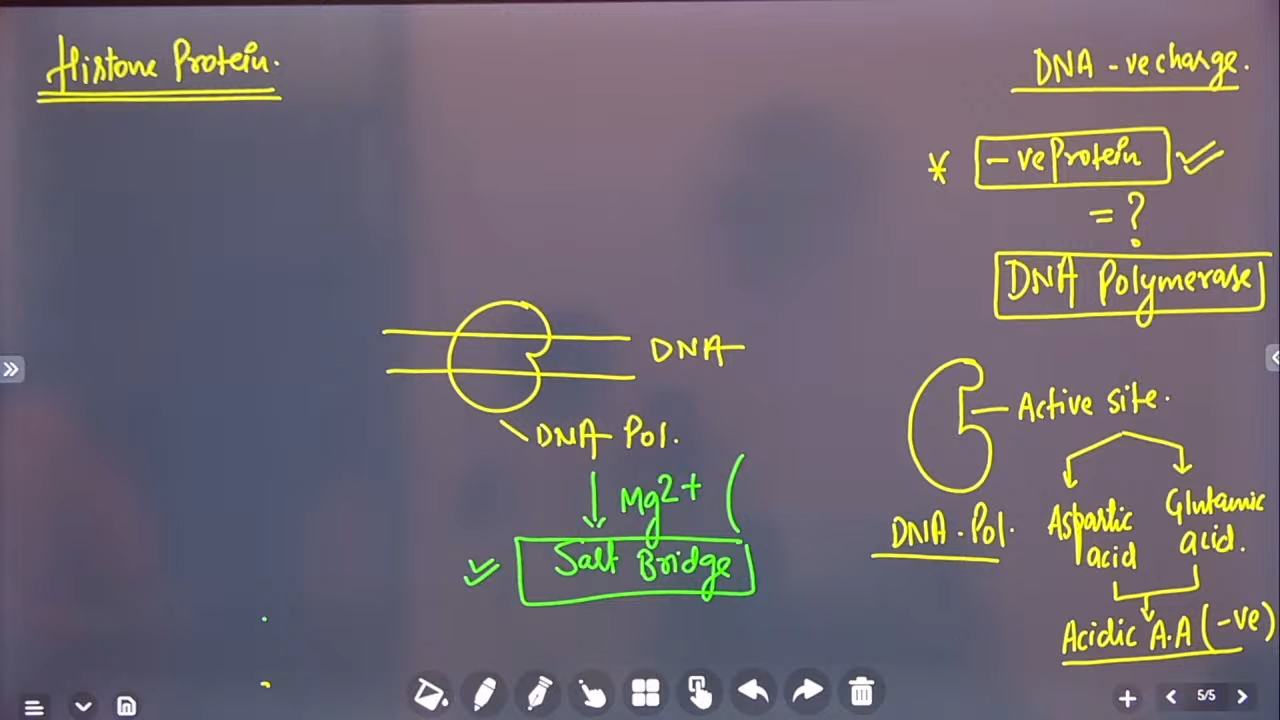 Histone Protein.
DNA -ve charge.
* -ve Protein
= ?
DNA Polymerase
DNA
DNA Pol.
Mg2+ (
Salt Bridge
Active site.
DNA. Pol.
Aspartic acid
Glutamic acid.
Acidic A.A (-ve)
5/5